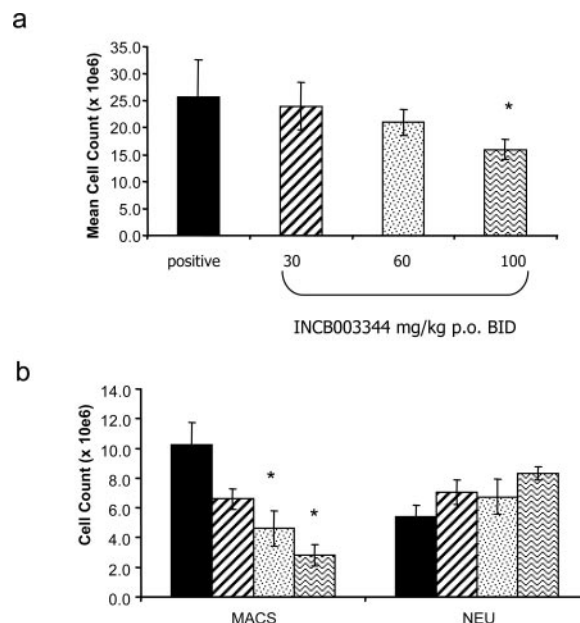 a
Mean Cell Count (x 10e6)
35.0
30.0
25.0
20.0
15.0
10.0
5.0
0.0
*
positive 30 60 100
INCB003344 mg/kg p.o. BID
b
Cell Count (x 10e6)
14.0
12.0
10.0
8.0
6.0
4.0
2.0
0.0
*
*
MACS NEU